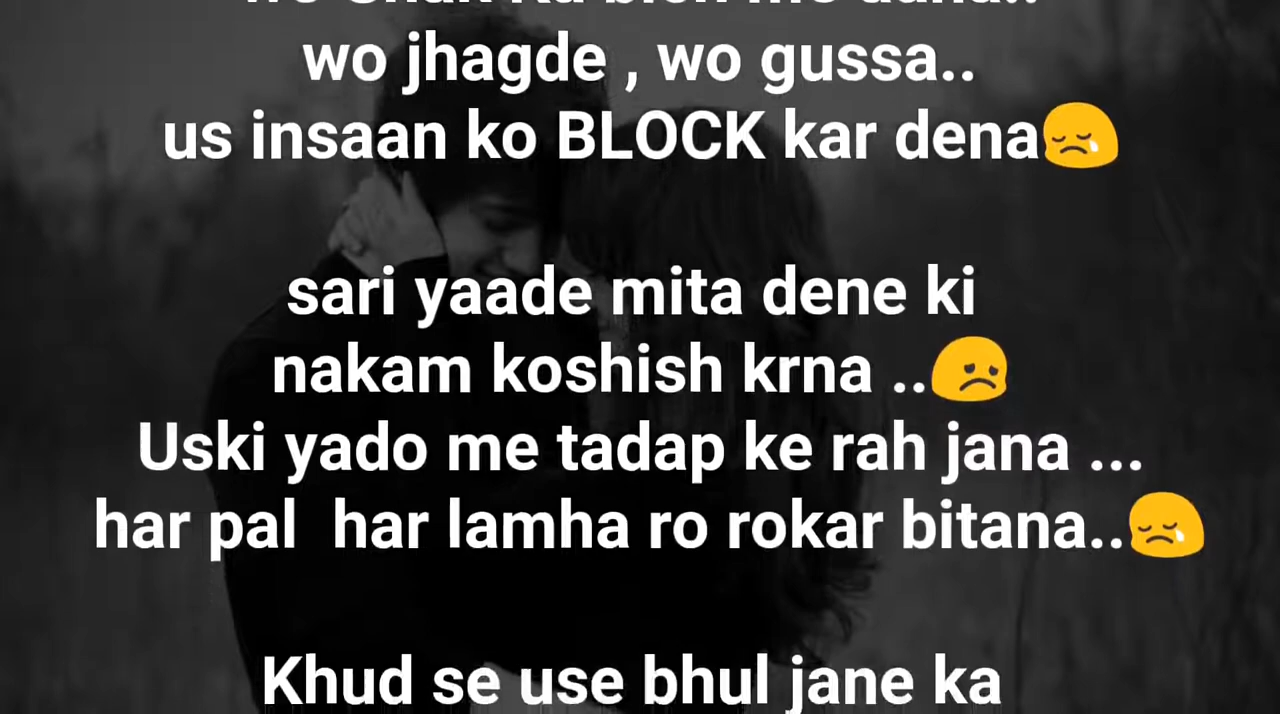 wo jhagde , wo gussa..
us insaan ko BLOCK kar dena😢
sari yaade mita dene ki
nakam koshish krna ..😞
Uski yado me tadap ke rah jana ...
har pal har lamha ro rokar bitana..😢
Khud se use bhul jane ka